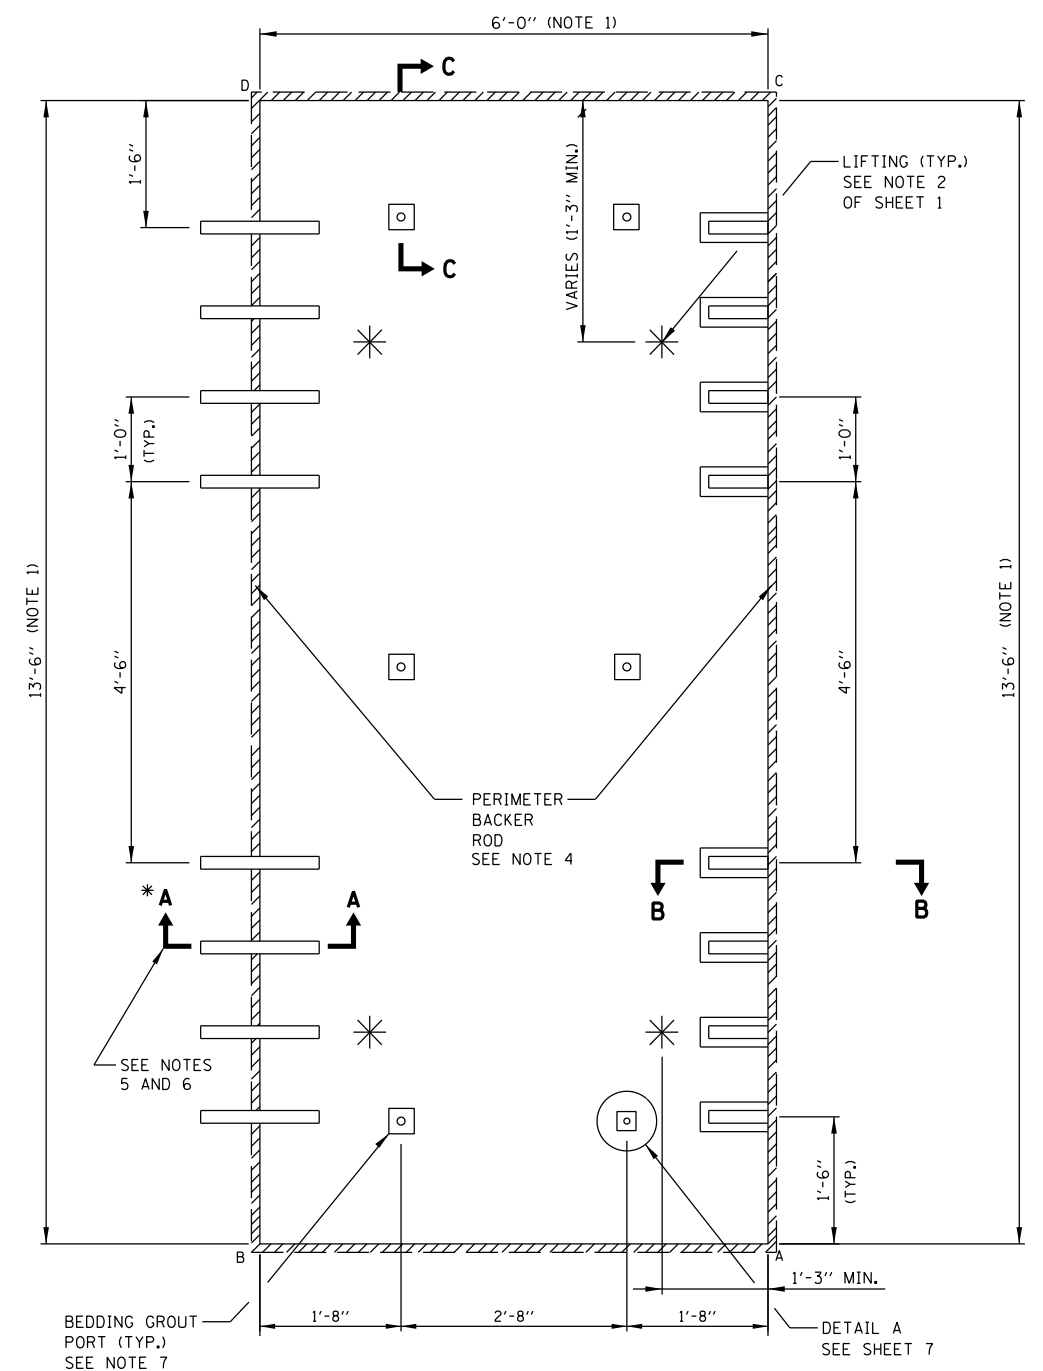 6'-0" (NOTE 1)
D
C
C
1'-6"
VARIES (1'-3" MIN.)
LIFTING (TYP.)
SEE NOTE 2
OF SHEET 1
C
1'-0"
(TYP.)
1'-0"
13'-6" (NOTE 1)
4'-6"
4'-6"
13'-6" (NOTE 1)
PERIMETER
BACKER
ROD
SEE NOTE 4
* A
A
B
B
SEE NOTES
5 AND 6
1'-6"
(TYP.)
B
A
1'-3" MIN.
BEDDING GROUT
PORT (TYP.)
SEE NOTE 7
1'-8"
2'-8"
1'-8"
DETAIL A
SEE SHEET 7